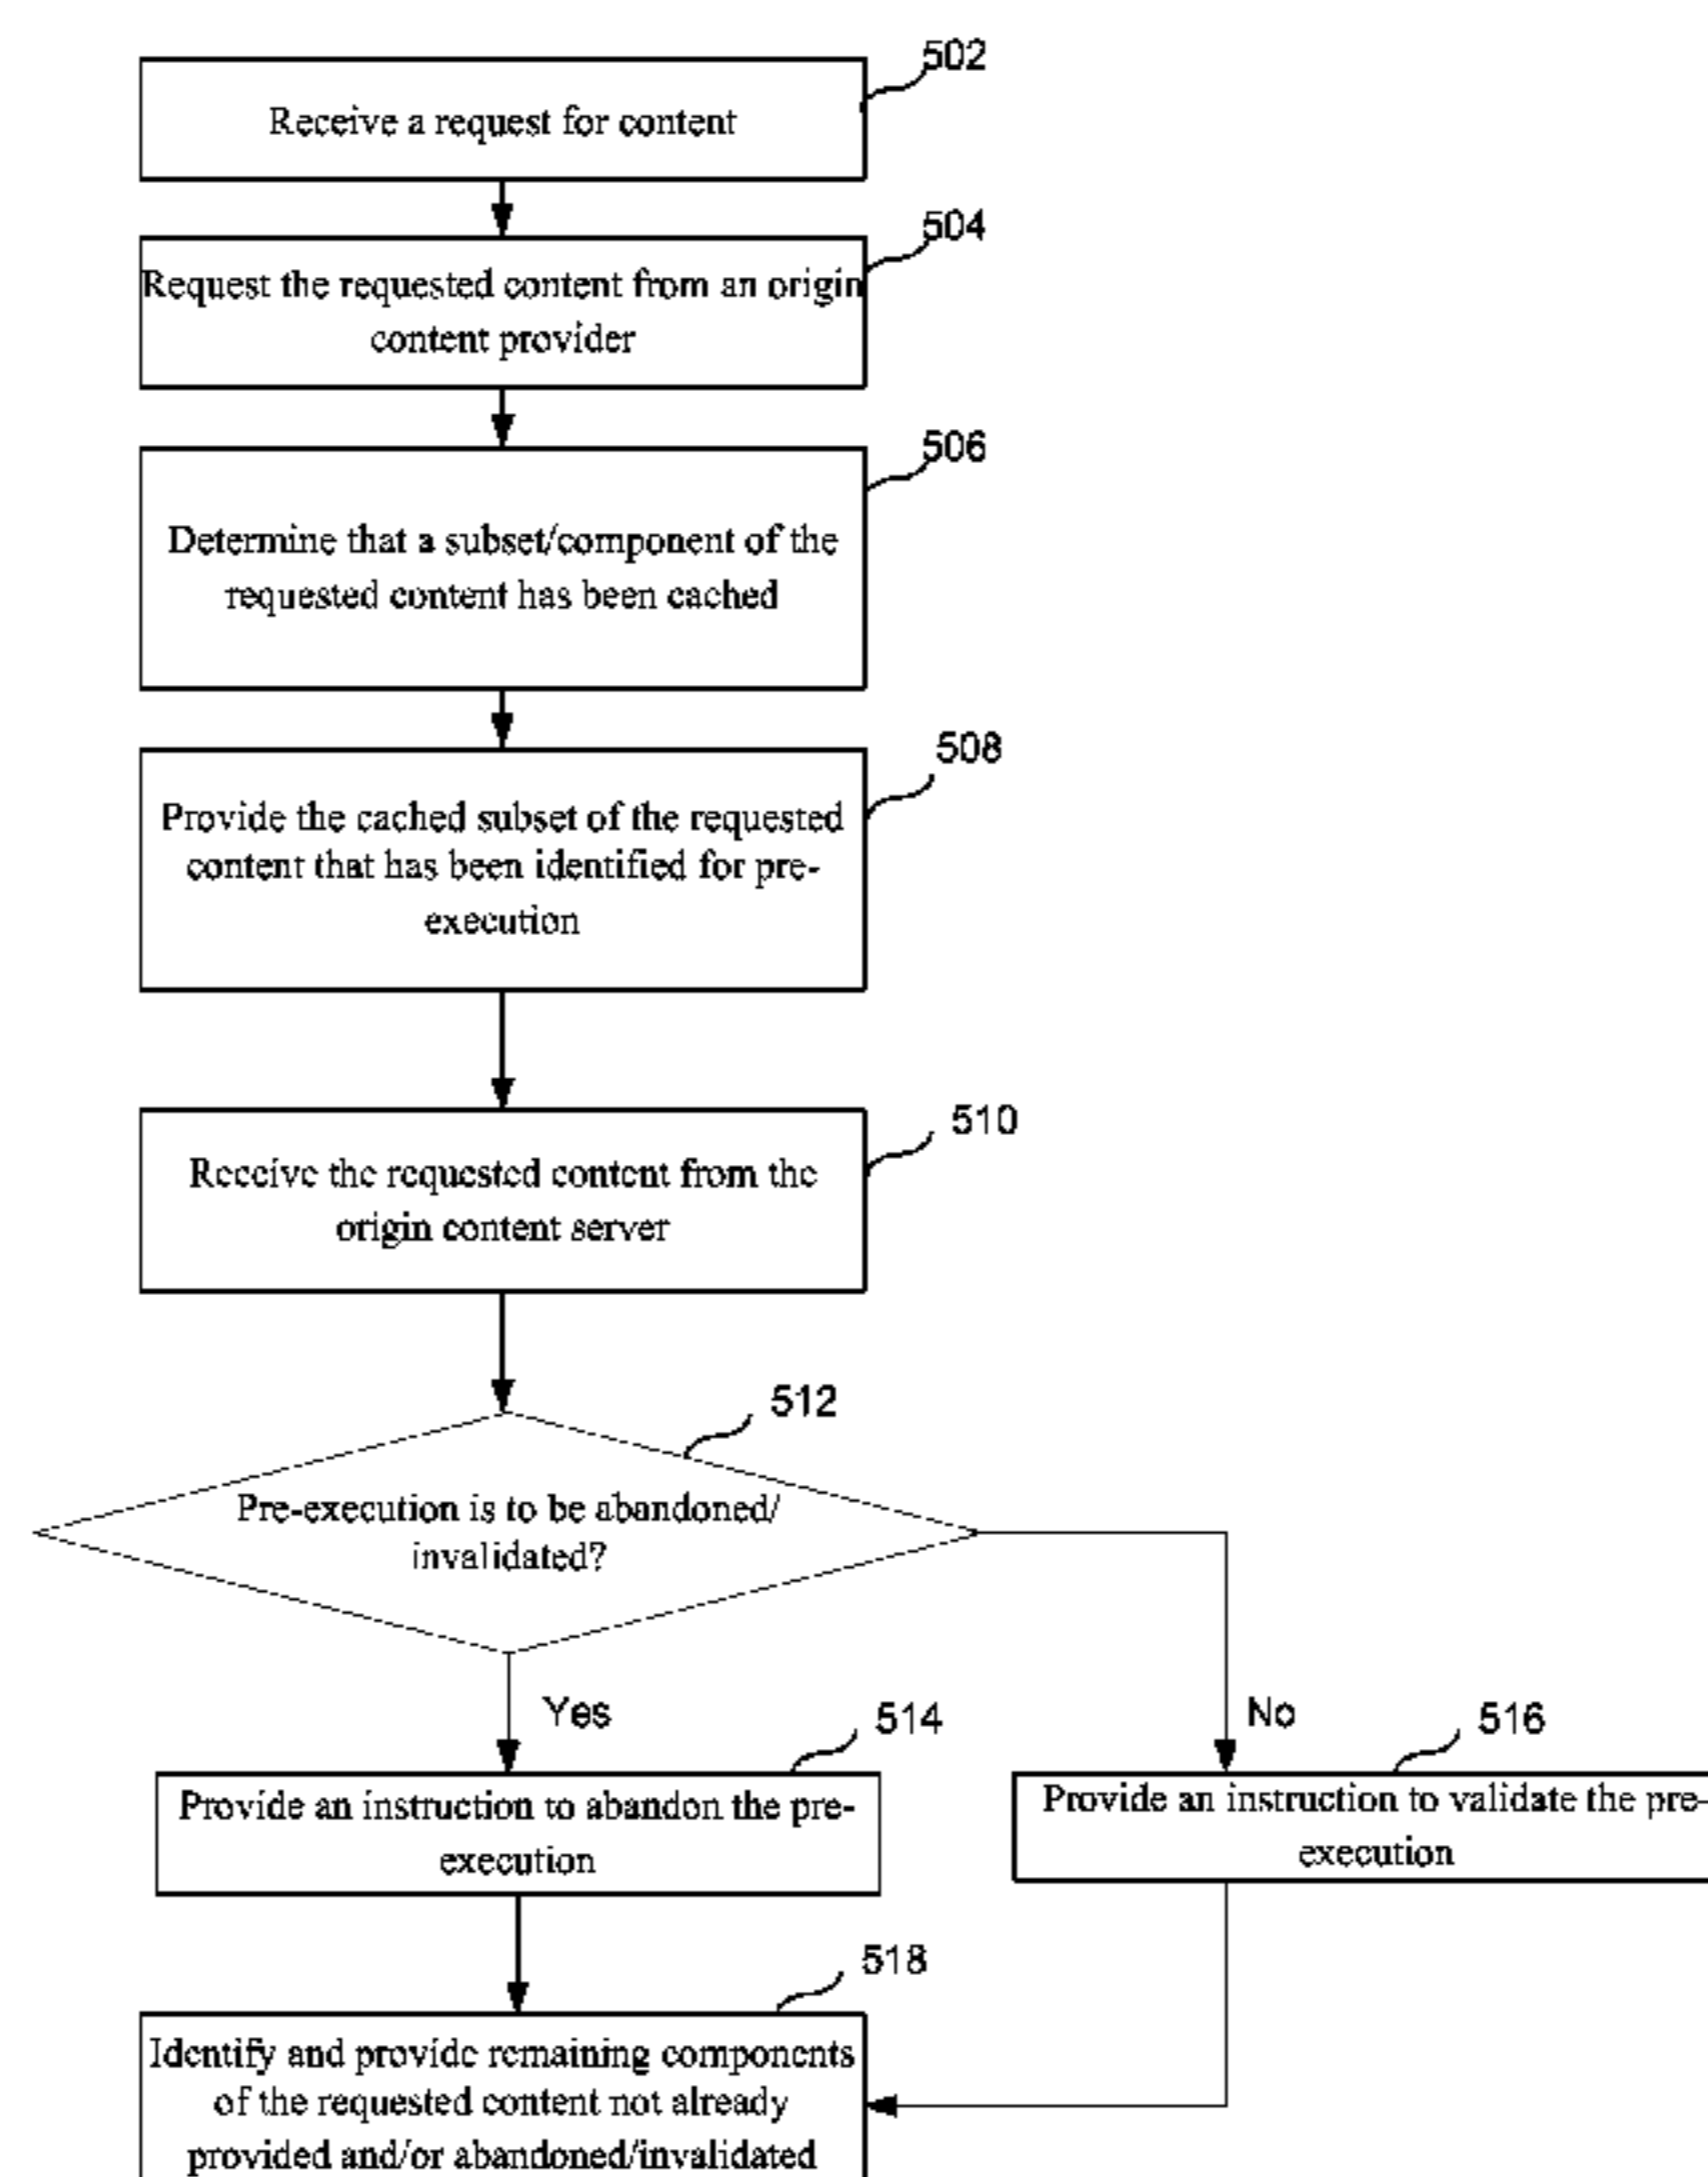 502
Receive a request for content
504
Request the requested content from an origin
content provider
506
Determine that a subset/component of the
requested content has been cached
508
Provide the cached subset of the requested
content that has been identified for pre-
execution
510
Receive the requested content from the
origin content server
512
Pre-execution is to be abandoned/
invalidated?
Yes
No
514
516
Provide an instruction to abandon the pre-
execution
Provide an instruction to validate the pre-
execution
518
Identify and provide remaining components
of the requested content not already
provided and/or abandoned/invalidated